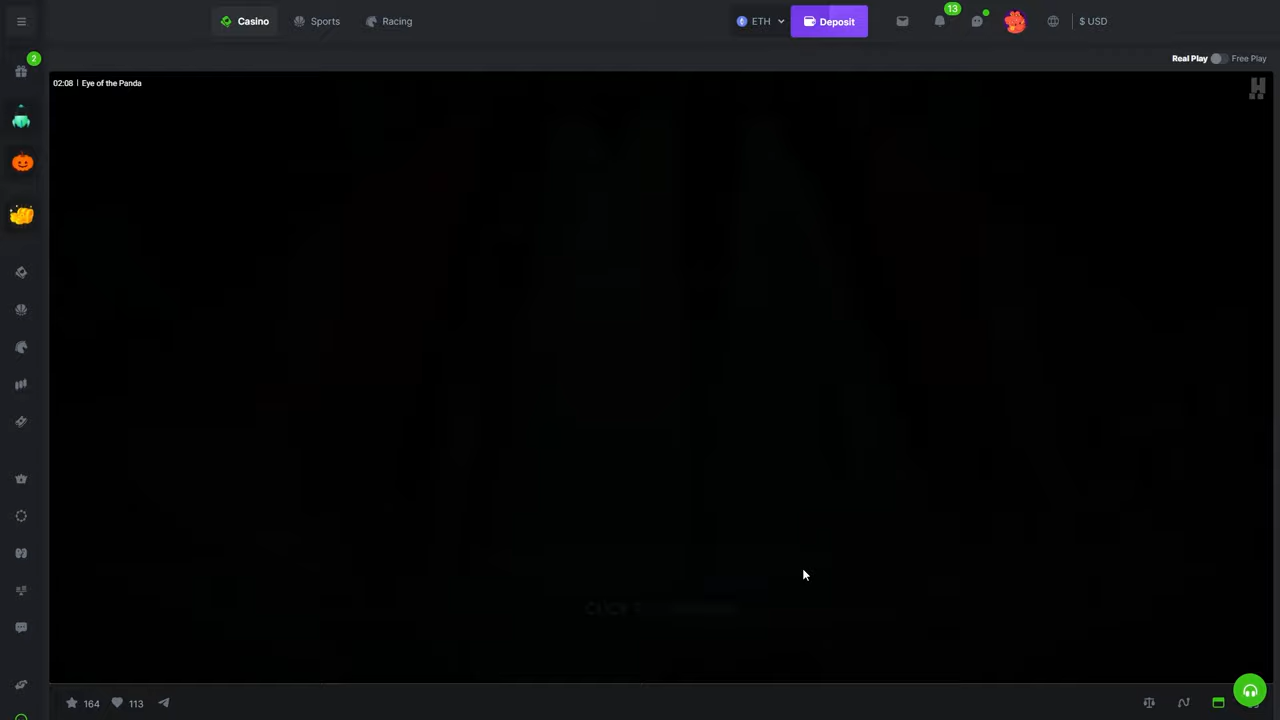 Casino
Sports
Racing
ETH
Deposit
13
$ USD
2
Real Play
Free Play
02:08 | Eye of the Panda
CLICK
164
113